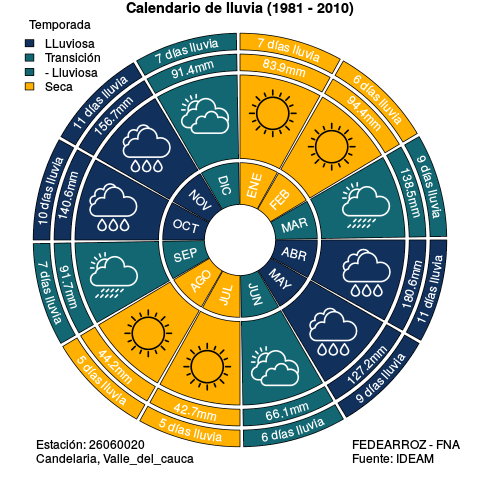 Calendario de lluvia (1981 - 2010)
Temporada
LLuviosa
Transición
- Lluviosa
Seca
7 días lluvia
83.9mm
ENE
6 días lluvia
94.4mm
FEB
9 días lluvia
138.5mm
MAR
11 días lluvia
180.6mm
ABR
9 días lluvia
127.2mm
MAY
6 días lluvia
66.1mm
JUN
5 días lluvia
42.7mm
JUL
5 días lluvia
44.2mm
AGO
7 días lluvia
91.7mm
SEP
10 días lluvia
140.6mm
OCT
11 días lluvia
156.7mm
NOV
7 días lluvia
91.4mm
DIC
Estación: 26060020
Candelaria, Valle_del_cauca
FEDEARROZ - FNA
Fuente: IDEAM